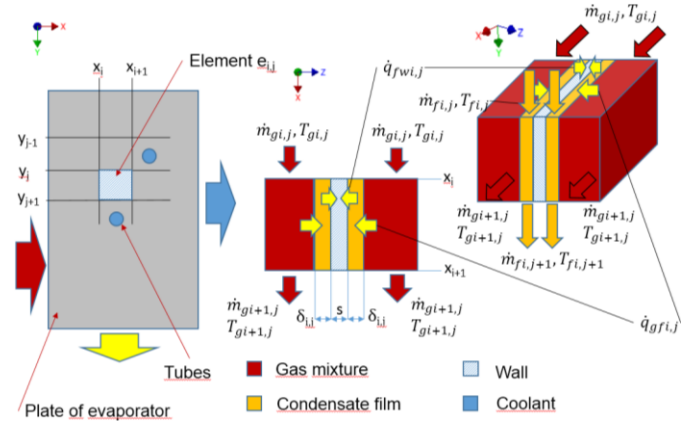 X
Y
x_i x_{i+1}
y_{j-1}
y_j
y_{j+1}
Element e_{i,j}
Tubes
Plate of evaporator
Z
X
ṁ_{gi,j}, T_{gi,j}
ṁ_{gi,j}, T_{gi,j}
x_i
x_{i+1}
ṁ_{gi+1,j}
T_{gi+1,j}
δ_{i,j} s δ_{i,j}
ṁ_{gi+1,j}
T_{gi+1,j}
q̇_{fwi,j}
X Z
Y
ṁ_{gi,j}, T_{gi,j}
ṁ_{fi,j}, T_{fi,j}
ṁ_{gi+1,j}
T_{gi+1,j}
ṁ_{gi+1,j}
T_{gi+1,j}
ṁ_{fi,j+1}, T_{fi,j+1}
q̇_{gfi,j}
Gas mixture
Wall
Condensate film
Coolant